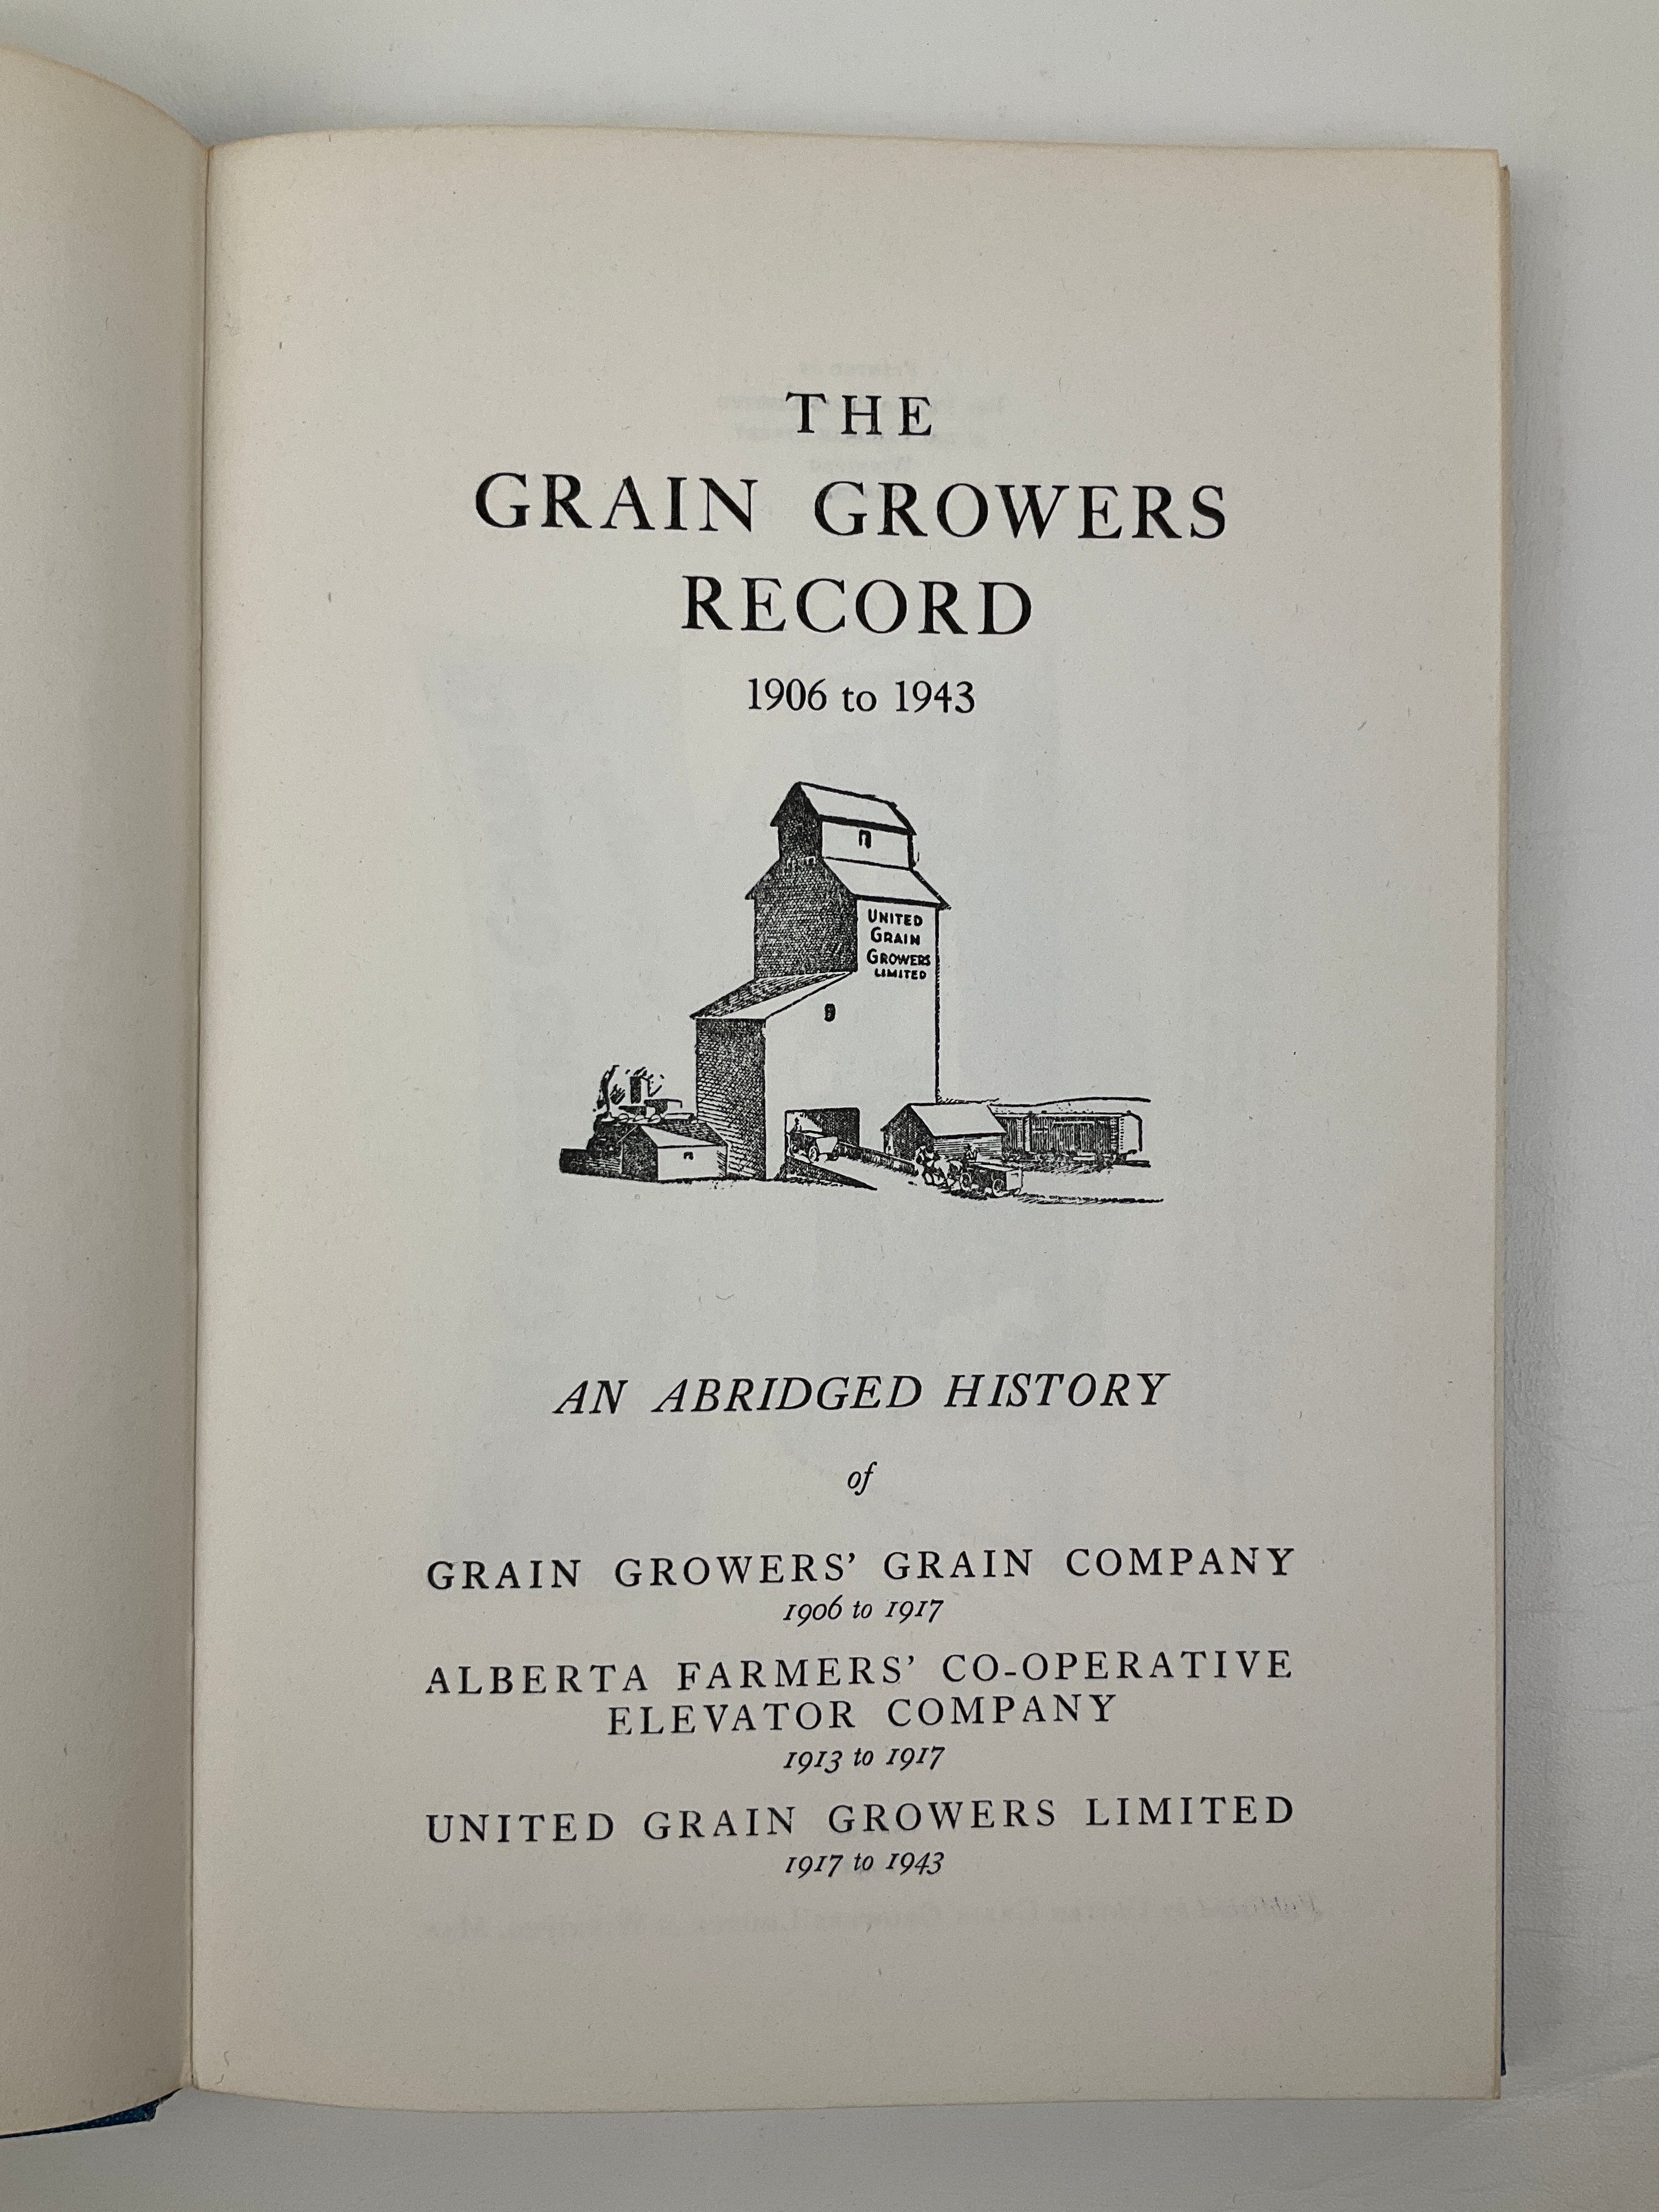 THE
GRAIN GROWERS
RECORD
1906 to 1943
UNITED
GRAIN
GROWERS
LIMITED
AN ABRIDGED HISTORY
of
GRAIN GROWERS' GRAIN COMPANY
1906 to 1917
ALBERTA FARMERS' CO-OPERATIVE
ELEVATOR COMPANY
1913 to 1917
UNITED GRAIN GROWERS LIMITED
1917 to 1943